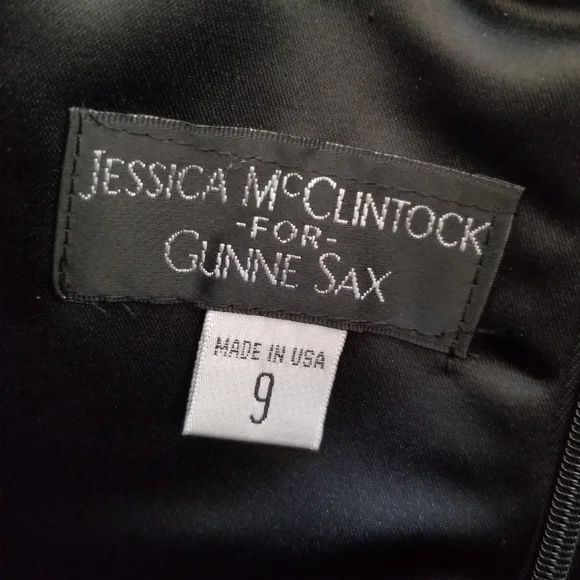 JESSICA McCLINTOCK
-FOR-
GUNNE SAX
MADE IN USA
9